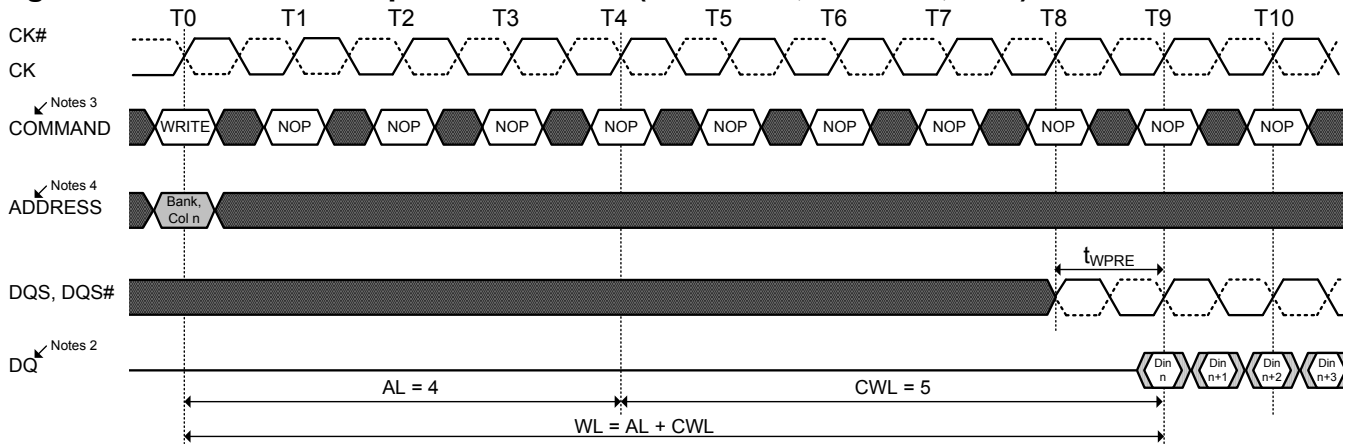 T0 T1 T2 T3 T4 T5 T6 T7 T8 T9 T10
CK#
CK
Notes 3
COMMAND WRITE NOP NOP NOP NOP NOP NOP NOP NOP NOP NOP
Notes 4
ADDRESS Bank,
Col n
tWPRE
DQS, DQS#
Notes 2
DQ Din Din Din Din
n n+1 n+2 n+3
AL = 4 CWL = 5
WL = AL + CWL